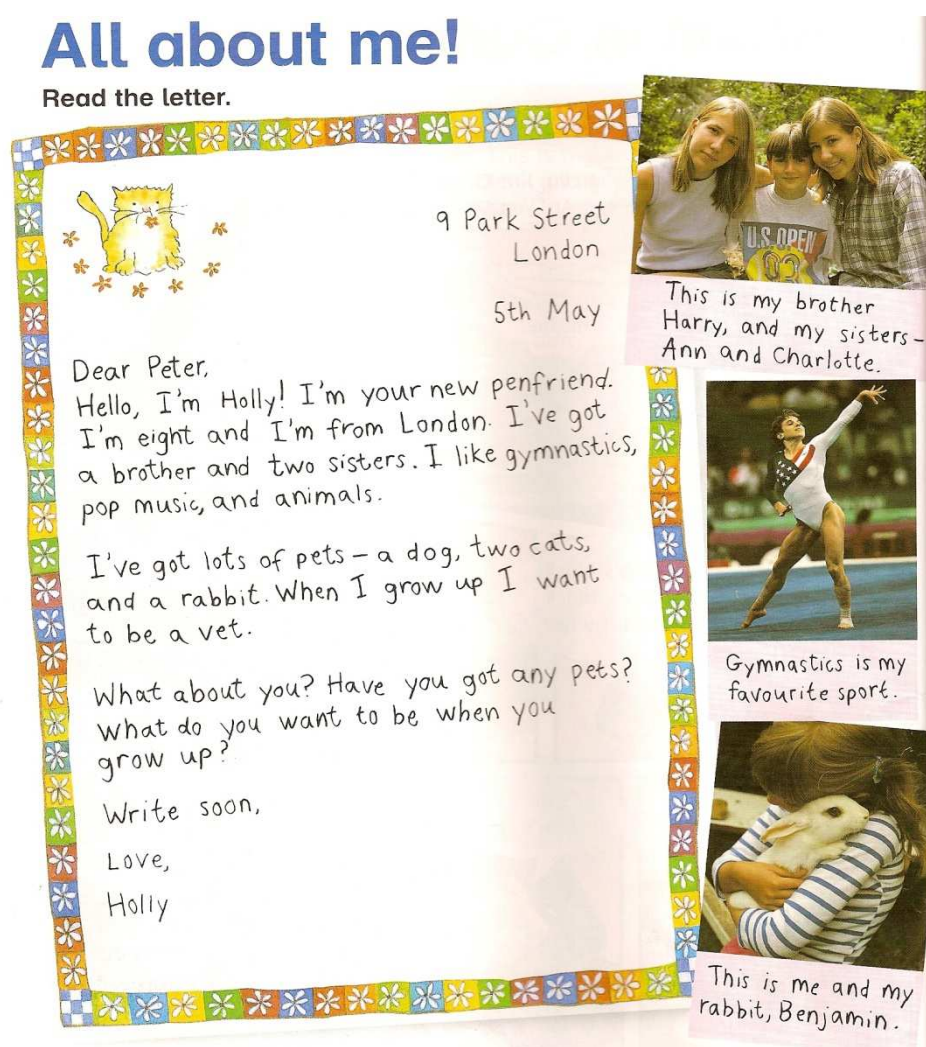 All about me!
Read the letter.
9 Park Street
London
5th May
Dear Peter,
Hello, I'm Holly! I'm your new penfriend.
I'm eight and I'm from London. I've got
a brother and two sisters. I like gymnastics,
pop music, and animals.
I've got lots of pets – a dog, two cats,
and a rabbit. When I grow up I want
to be a vet.
What about you? Have you got any pets?
What do you want to be when you
grow up?
Write soon,
Love,
Holly
U.S. OPEN
93
This is my brother
Harry, and my sisters –
Ann and Charlotte.
Gymnastics is my
favourite sport.
This is me and my
rabbit, Benjamin.